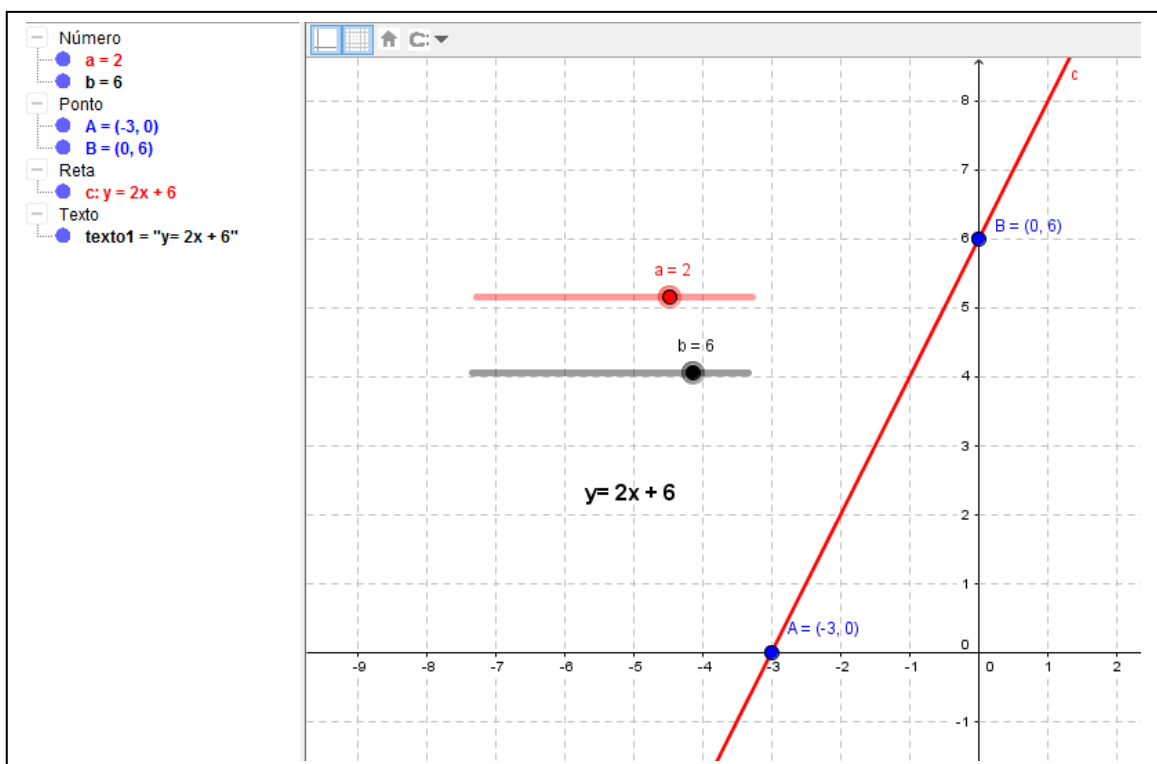 Número
a = 2
b = 6
Ponto
A = (-3, 0)
B = (0, 6)
Reta
c: y = 2x + 6
Texto
texto1 = "y= 2x + 6"
c
8
7
6
B = (0, 6)
a = 2
5
b = 6
4
3
y= 2x + 6
2
1
A = (-3, 0)
0
-9 -8 -7 -6 -5 -4 -3 -2 -1 0 1 2
-1